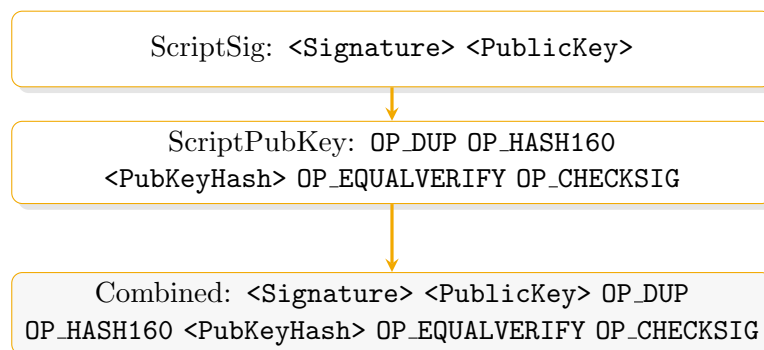 ScriptSig: <Signature> <PublicKey>
ScriptPubKey: OP_DUP OP_HASH160
<PubKeyHash> OP_EQUALVERIFY OP_CHECKSIG
Combined: <Signature> <PublicKey> OP_DUP
OP_HASH160 <PubKeyHash> OP_EQUALVERIFY OP_CHECKSIG